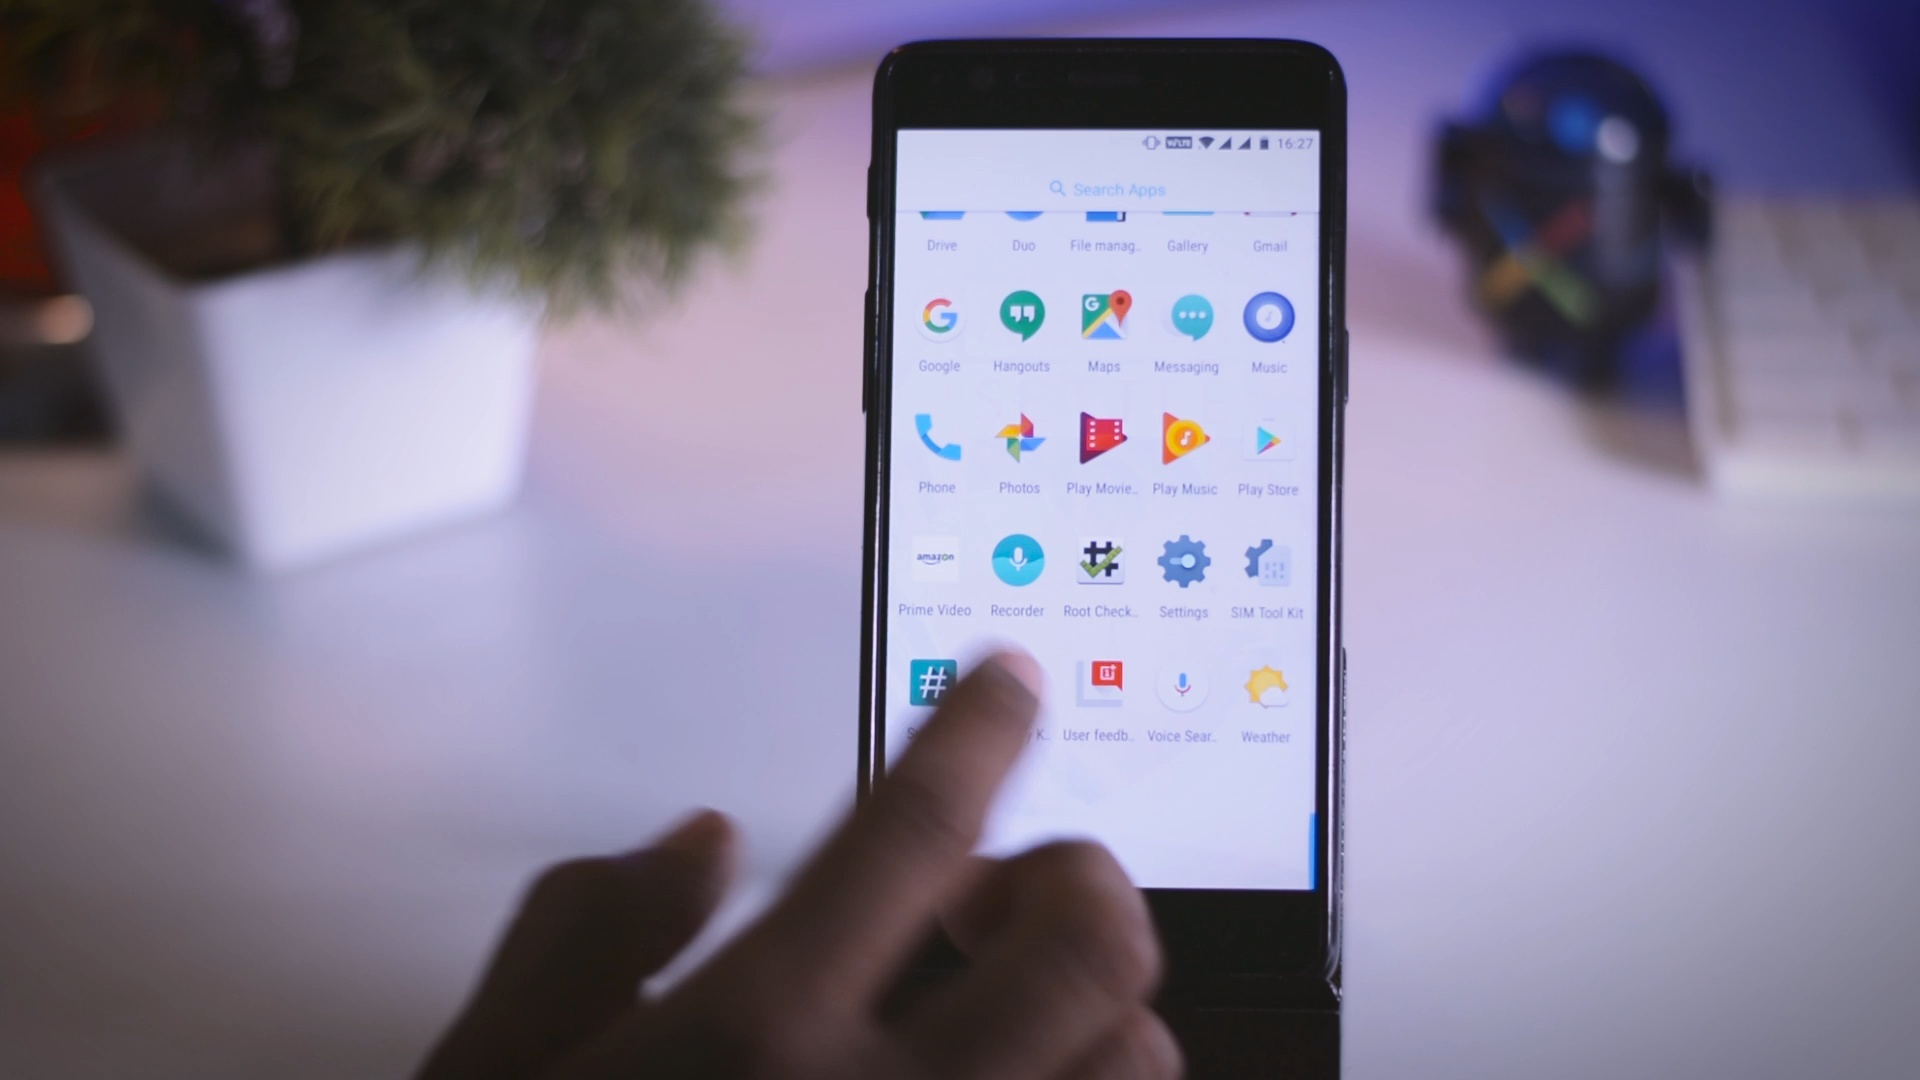 VoLTE 16:27
Search Apps
Drive Duo File manag.. Gallery Gmail
G
Google Hangouts Maps Messaging Music
Phone Photos Play Movie.. Play Music Play Store
amazon
Prime Video Recorder Root Check.. Settings SIM Tool Kit
#
K.. User feedb.. Voice Sear.. Weather